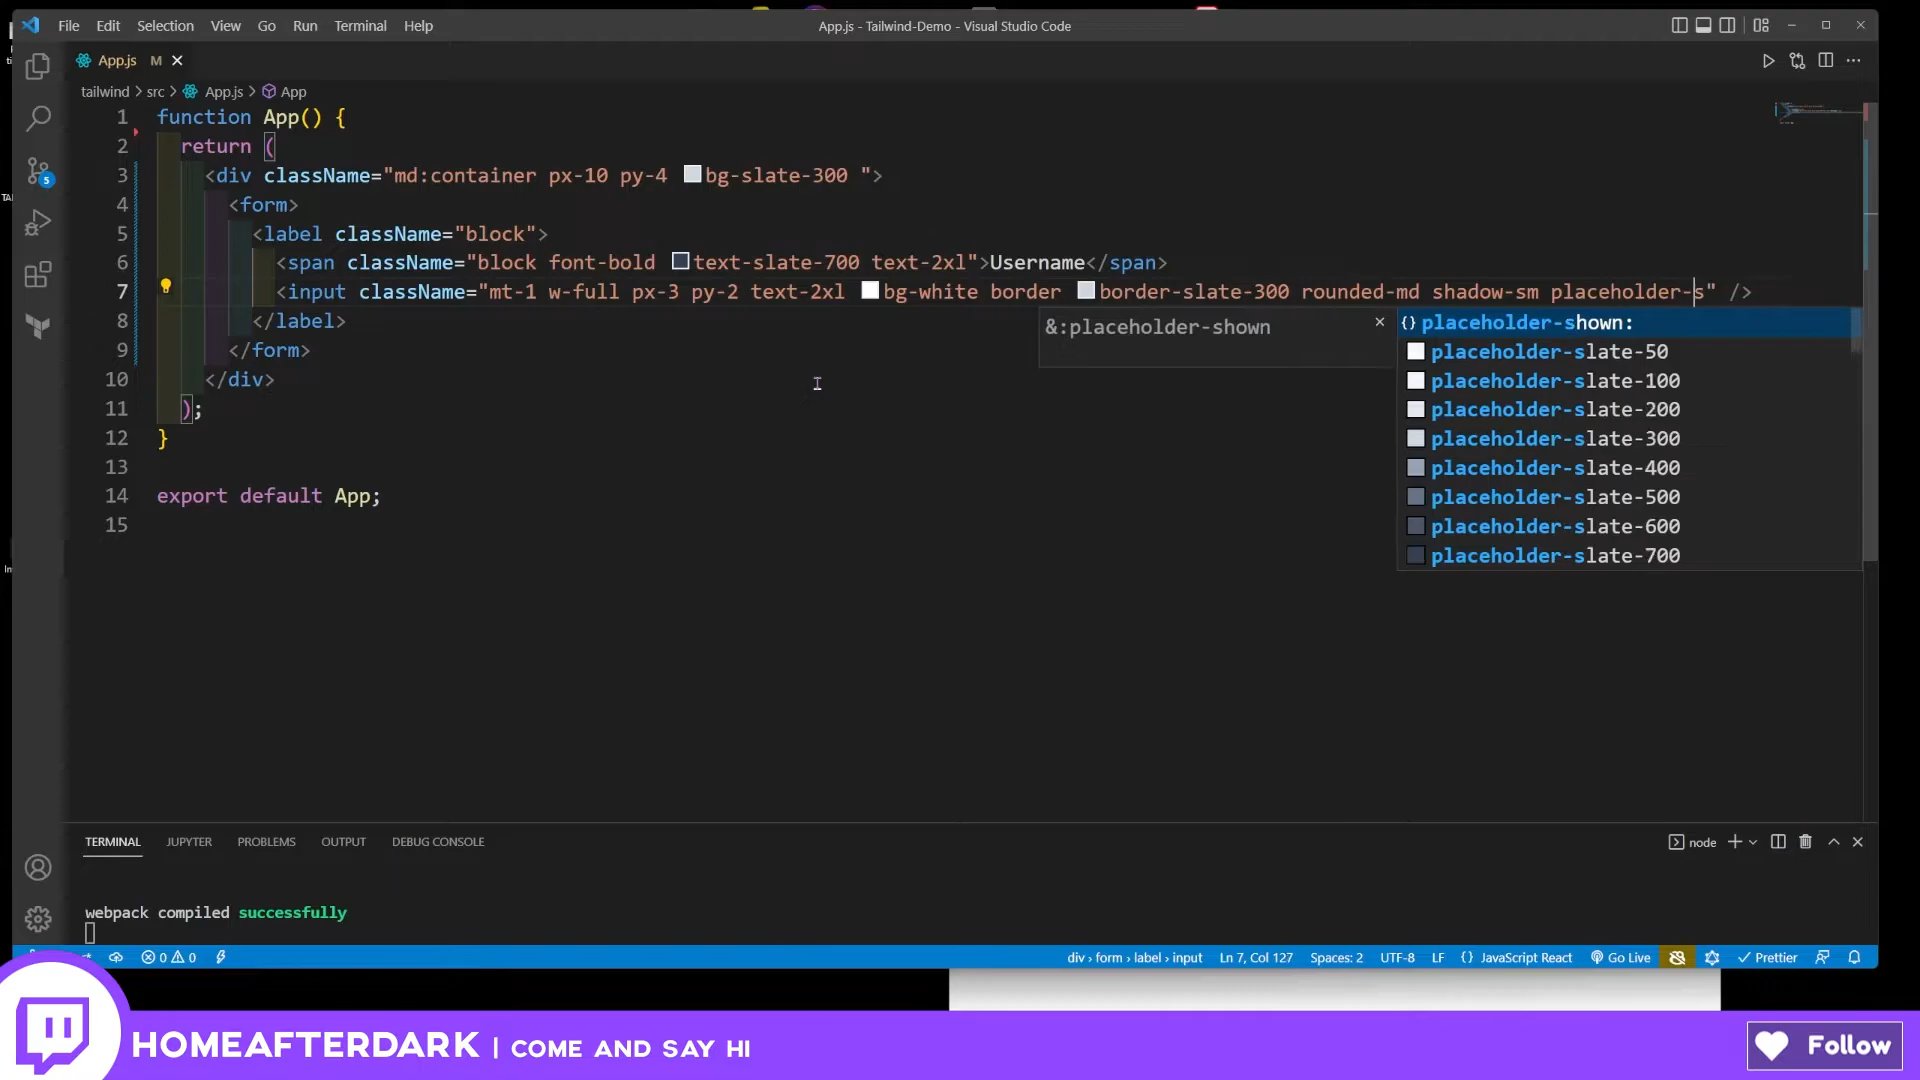 File Edit Selection View Go Run Terminal Help
App.js - Tailwind-Demo - Visual Studio Code
App.js M
tailwind > src > App.js > App
1 function App() {
2 return (
3 <div className="md:container px-10 py-4 bg-slate-300 ">
4 <form>
5 <label className="block">
6 <span className="block font-bold text-slate-700 text-2xl">Username</span>
7 <input className="mt-1 w-full px-3 py-2 text-2xl bg-white border border-slate-300 rounded-md shadow-sm placeholder-s" />
8 </label>
9 </form>
10 </div>
11 );
12 }
13
14 export default App;
15
&:placeholder-shown
{} placeholder-shown:
placeholder-slate-50
placeholder-slate-100
placeholder-slate-200
placeholder-slate-300
placeholder-slate-400
placeholder-slate-500
placeholder-slate-600
placeholder-slate-700
5
TERMINAL JUPYTER PROBLEMS OUTPUT DEBUG CONSOLE
node
webpack compiled successfully
0 0
div > form > label > input Ln 7, Col 127 Spaces: 2 UTF-8 LF {} JavaScript React Go Live Prettier
HOMEAFTERDARK | COME AND SAY HI
Follow